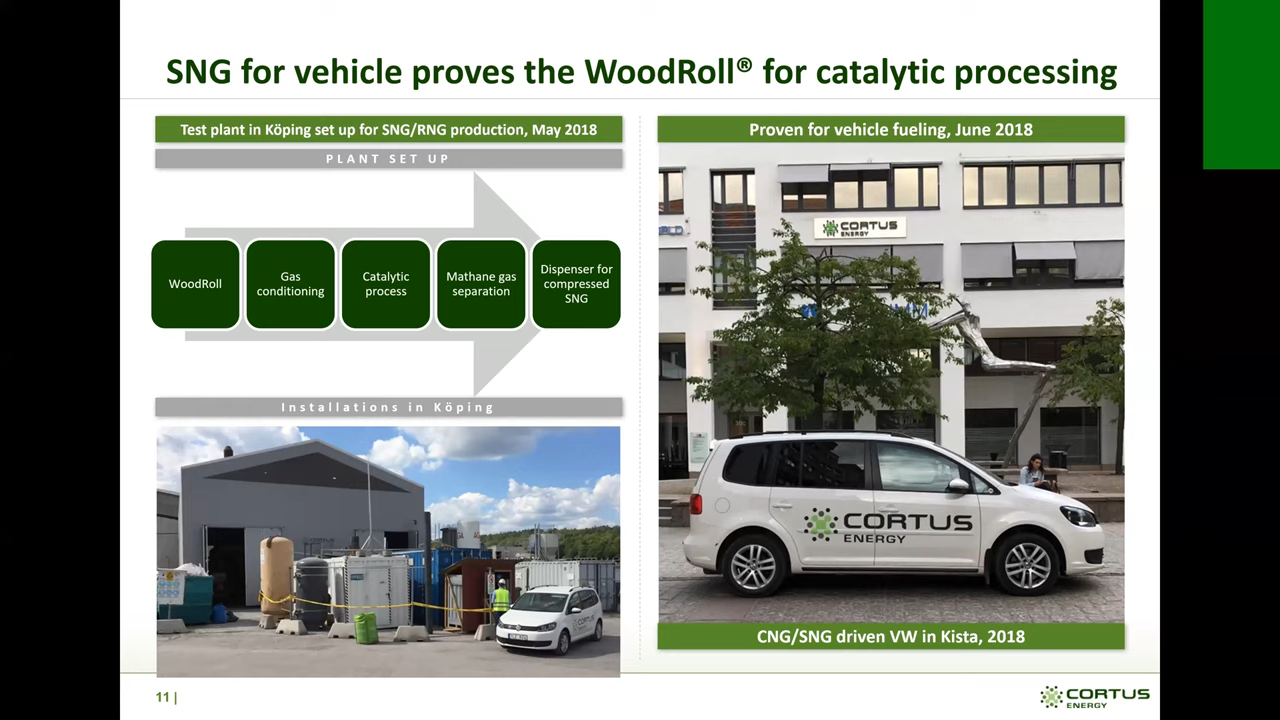 SNG for vehicle proves the WoodRoll® for catalytic processing
Test plant in Köping set up for SNG/RNG production, May 2018
PLANT SET UP
WoodRoll
Gas
conditioning
Catalytic
process
Mathane gas
separation
Dispenser for
compressed
SNG
Installations in Köping
Proven for vehicle fueling, June 2018
CORTUS
ENERGY
CORTUS
ENERGY
CNG/SNG driven VW in Kista, 2018
11 |
CORTUS
ENERGY